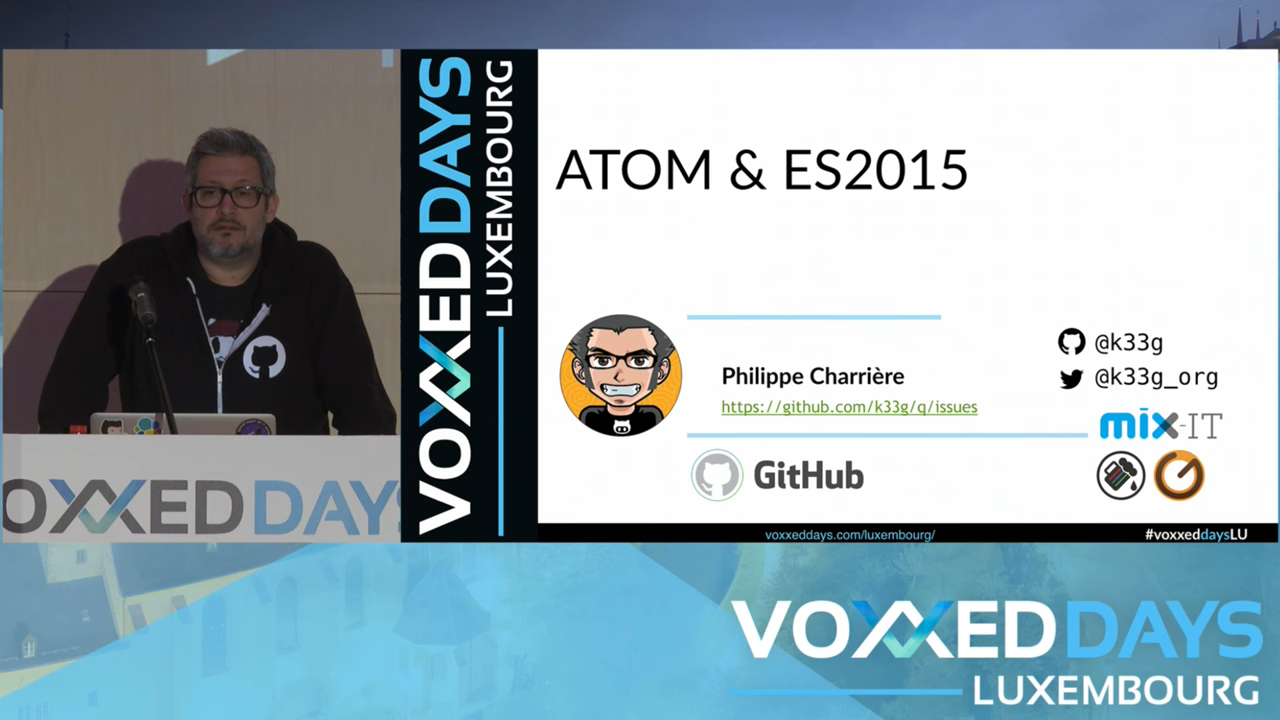 VOXXED DAYS
LUXEMBOURG
ATOM & ES2015
Philippe Charrière
https://github.com/k33g/q/issues
@k33g
@k33g_org
mix-IT
GitHub
voxxeddays.com/luxembourg/
#voxxeddaysLU
OXXED DAYS
VOXXED DAYS
LUXEMBOURG